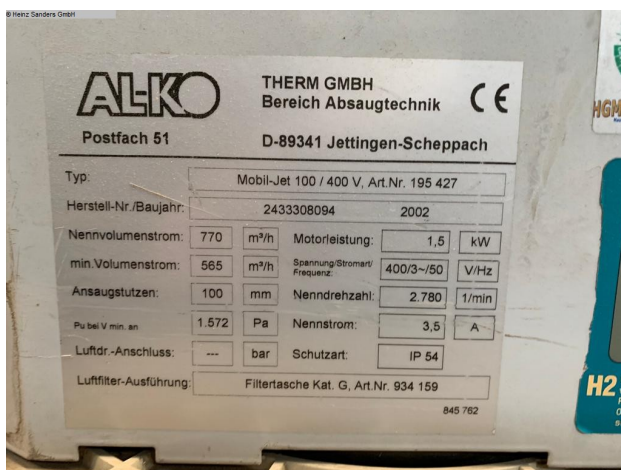 © Heinz Sanders GmbH
AL-KO
THERM GMBH
Bereich Absaugtechnik
CE
Postfach 51
D-89341 Jettingen-Scheppach
Typ: Mobil-Jet 100 / 400 V, Art.Nr. 195 427
Herstell-Nr./Baujahr: 2433308094 2002
Nennvolumenstrom: 770 m³/h Motorleistung: 1,5 kW
min.Volumenstrom: 565 m³/h Spannung/Stromart/Frequenz: 400/3~/50 V/Hz
Ansaugstutzen: 100 mm Nenndrehzahl: 2.780 1/min
Pu bei V min. an 1.572 Pa Nennstrom: 3,5 A
Luftdr.-Anschluss: --- bar Schutzart: IP 54
Luftfilter-Ausführung: Filtertasche Kat. G, Art.Nr. 934 159
845 762
HGM
H2